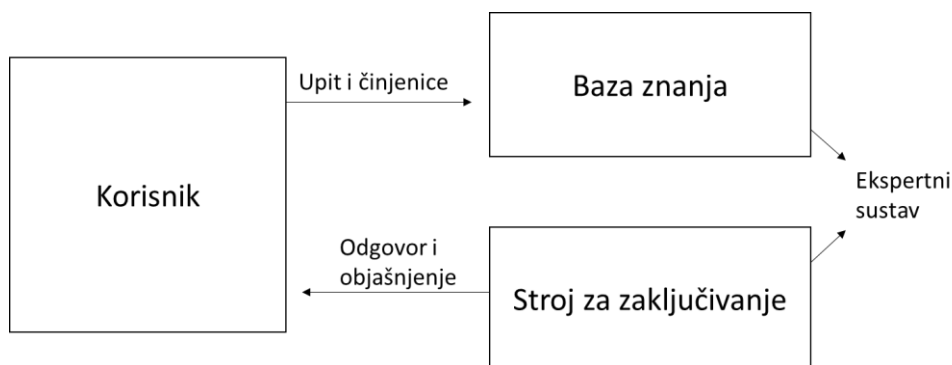 Korisnik
Upit i činjenice
Baza znanja
Ekspertni
sustav
Odgovor i
objašnjenje
Stroj za zaključivanje